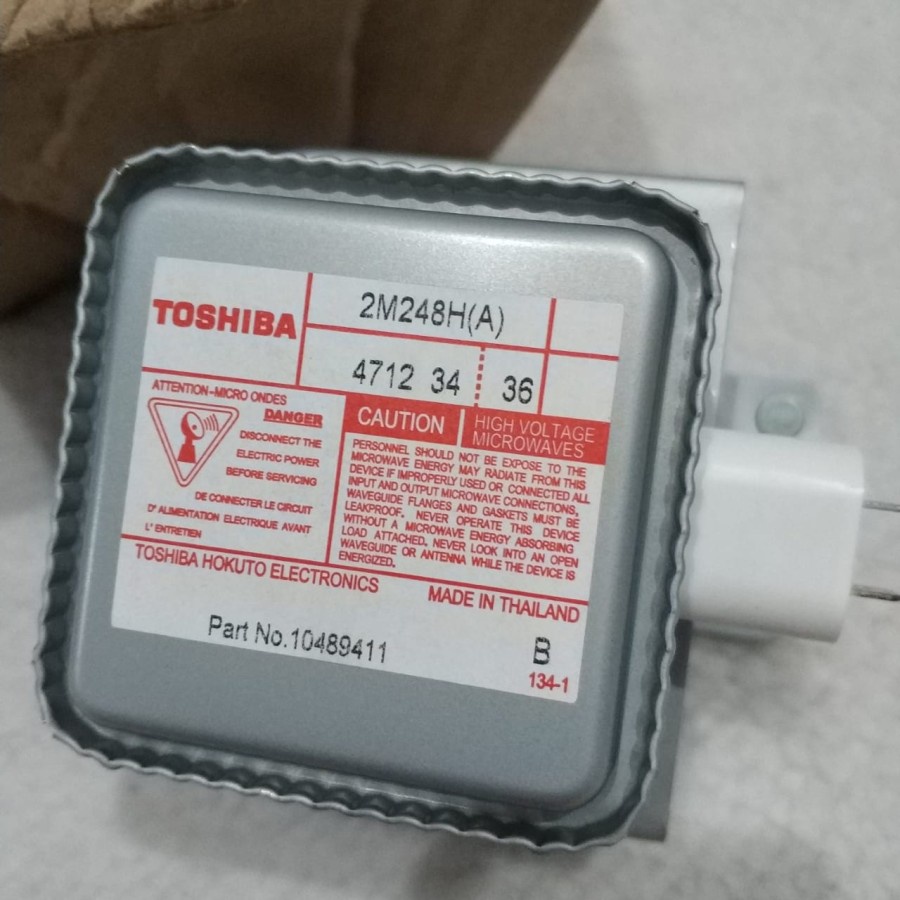 TOSHIBA
2M248H(A)
4712 34 36
ATTENTION-MICRO ONDES
DANGER
DISCONNECT THE
ELECTRIC POWER
BEFORE SERVICING
DE CONNECTER LE CIRCUIT
D' ALIMENTATION ELECTRIQUE AVANT
L' ENTRETIEN
CAUTION
HIGH VOLTAGE
MICROWAVES
PERSONNEL SHOULD NOT BE EXPOSE TO THE
MICROWAVE ENERGY MAY RADIATE FROM THIS
DEVICE IF IMPROPERLY USED OR CONNECTED ALL
INPUT AND OUTPUT MICROWAVE CONNECTIONS,
WAVEGUIDE FLANGES AND GASKETS MUST BE
LEAKPROOF. NEVER OPERATE THIS DEVICE
WITHOUT A MICROWAVE ENERGY ABSORBING
LOAD ATTACHED. NEVER LOOK INTO AN OPEN
WAVEGUIDE OR ANTENNA WHILE THE DEVICE IS
ENERGIZED.
TOSHIBA HOKUTO ELECTRONICS
MADE IN THAILAND
Part No.10489411
B
134-1